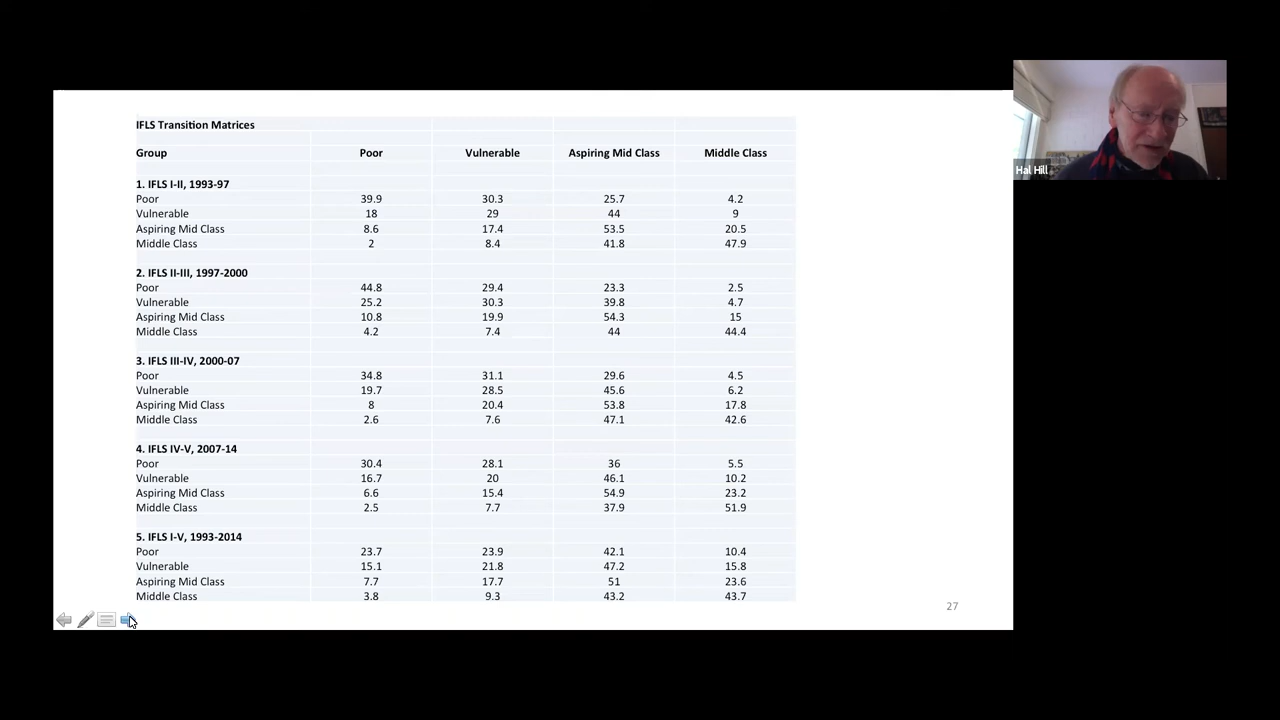 IFLS Transition Matrices
Group Poor Vulnerable Aspiring Mid Class Middle Class
1. IFLS I-II, 1993-97
Poor 39.9 30.3 25.7 4.2
Vulnerable 18 29 44 9
Aspiring Mid Class 8.6 17.4 53.5 20.5
Middle Class 2 8.4 41.8 47.9
2. IFLS II-III, 1997-2000
Poor 44.8 29.4 23.3 2.5
Vulnerable 25.2 30.3 39.8 4.7
Aspiring Mid Class 10.8 19.9 54.3 15
Middle Class 4.2 7.4 44 44.4
3. IFLS III-IV, 2000-07
Poor 34.8 31.1 29.6 4.5
Vulnerable 19.7 28.5 45.6 6.2
Aspiring Mid Class 8 20.4 53.8 17.8
Middle Class 2.6 7.6 47.1 42.6
4. IFLS IV-V, 2007-14
Poor 30.4 28.1 36 5.5
Vulnerable 16.7 20 46.1 10.2
Aspiring Mid Class 6.6 15.4 54.9 23.2
Middle Class 2.5 7.7 37.9 51.9
5. IFLS I-V, 1993-2014
Poor 23.7 23.9 42.1 10.4
Vulnerable 15.1 21.8 47.2 15.8
Aspiring Mid Class 7.7 17.7 51 23.6
Middle Class 3.8 9.3 43.2 43.7
27
Hal Hill